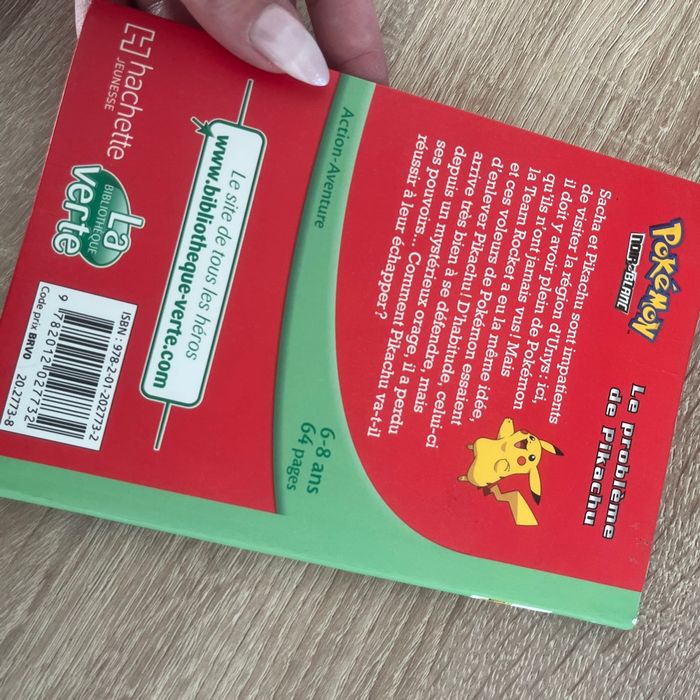 POKéMON
NOIR & BLANC
Le problème
de Pikachu
Sacha et Pikachu sont impatients
de visiter la région d'Unys : ici,
il doit y avoir plein de Pokémon
qu'ils n'ont jamais vus ! Mais
la Team Rocket a eu la même idée,
et ces voleurs de Pokémon essaient
d'enlever Pikachu ! D'habitude, celui-ci
arrive très bien à se défendre, mais
depuis un mystérieux orage, il a perdu
ses pouvoirs... Comment Pikachu va-t-il
réussir à leur échapper ?
Action-Aventure
6-8 ans
64 pages
Le site de tous les héros
www.bibliotheque-verte.com
hachette
JEUNESSE
La
BIBLIOTHÈQUE
verte
ISBN : 978-2-01-202773-2
9 782012 027732
Code prix BRV0 20.2773-8